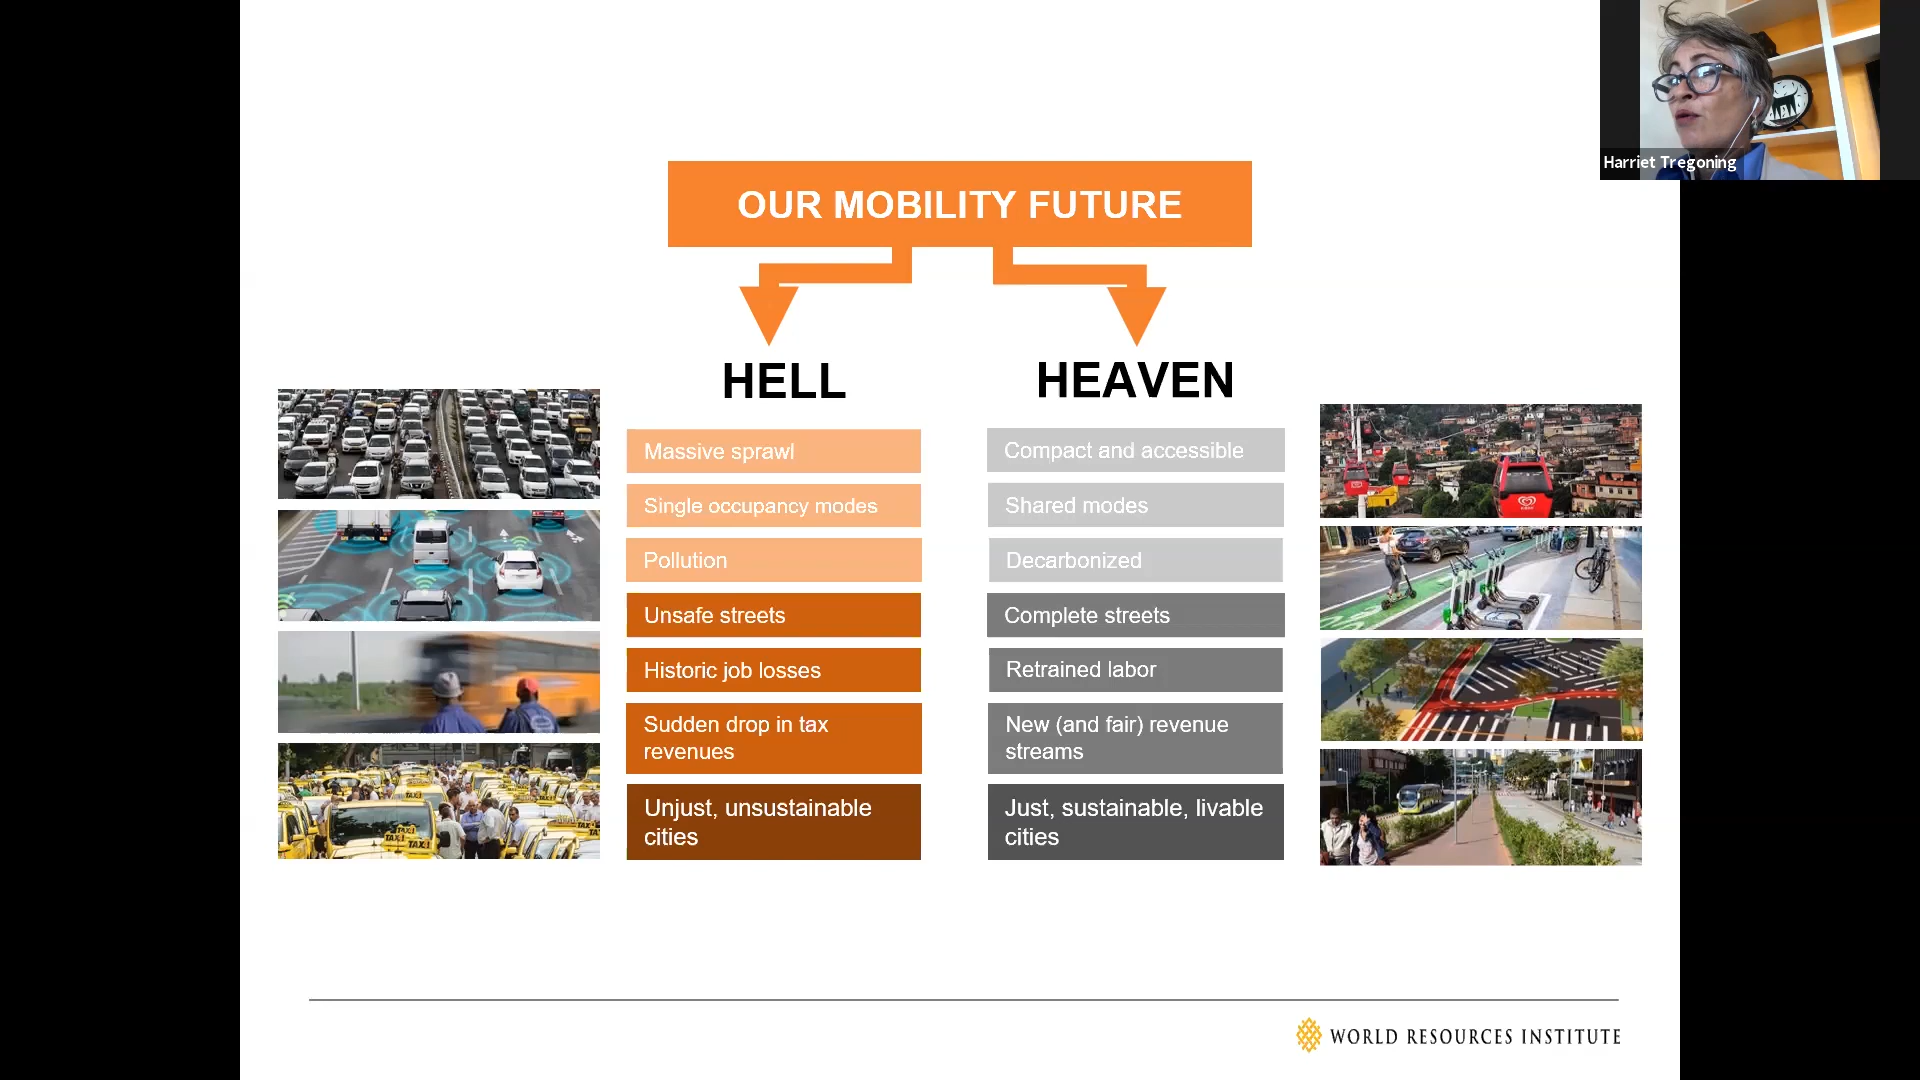 Harriet Tregoning
OUR MOBILITY FUTURE
HELL
Massive sprawl
Single occupancy modes
Pollution
Unsafe streets
Historic job losses
Sudden drop in tax
revenues
Unjust, unsustainable
cities
HEAVEN
Compact and accessible
Shared modes
Decarbonized
Complete streets
Retrained labor
New (and fair) revenue
streams
Just, sustainable, livable
cities
TAXI
TAXI
WORLD RESOURCES INSTITUTE